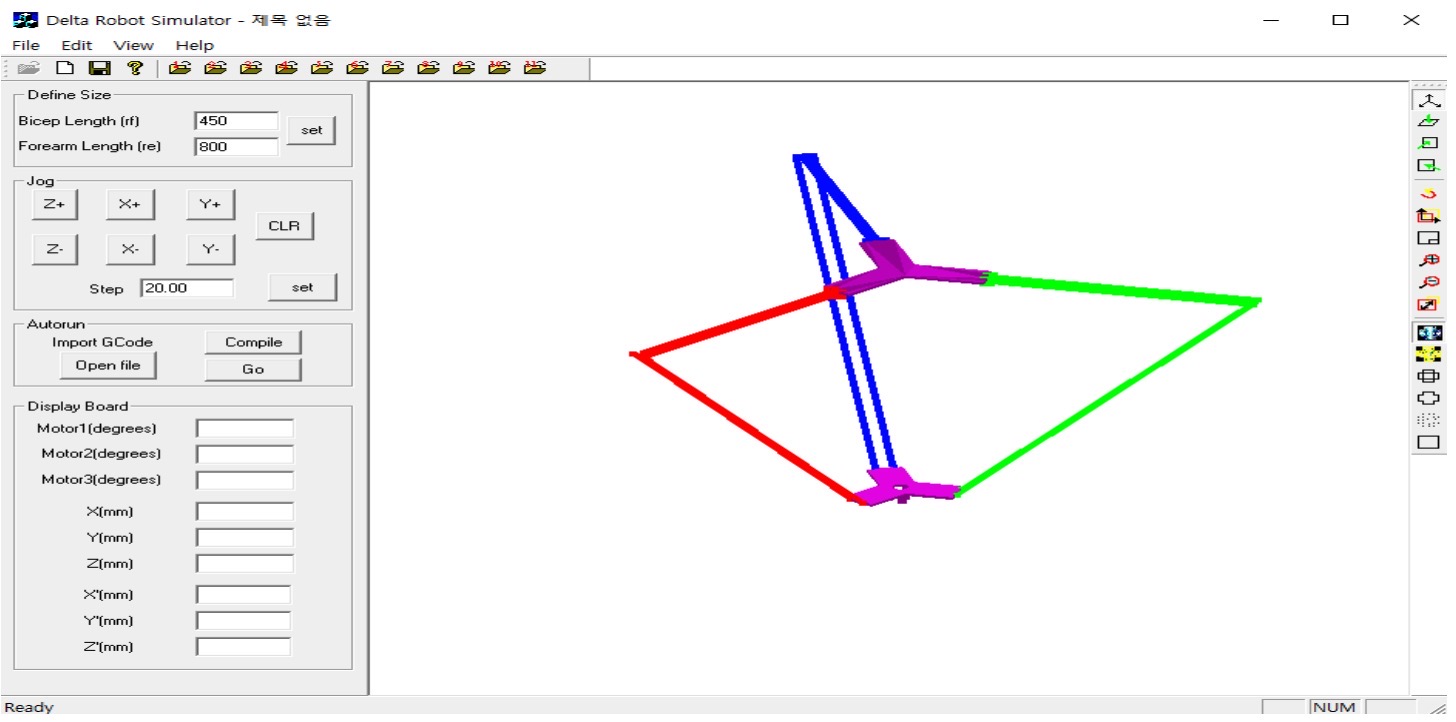 Delta Robot Simulator - 제목 없음
File Edit View Help
Define Size
Bicep Length (rf) 450
set
Forearm Length (re) 800
Jog
Z+ X+ Y+
CLR
Z- X- Y-
Step 20.00 set
Autorun
Import GCode Compile
Open file Go
Display Board
Motor1(degrees)
Motor2(degrees)
Motor3(degrees)
X(mm)
Y(mm)
Z(mm)
X'(mm)
Y'(mm)
Z'(mm)
Ready NUM